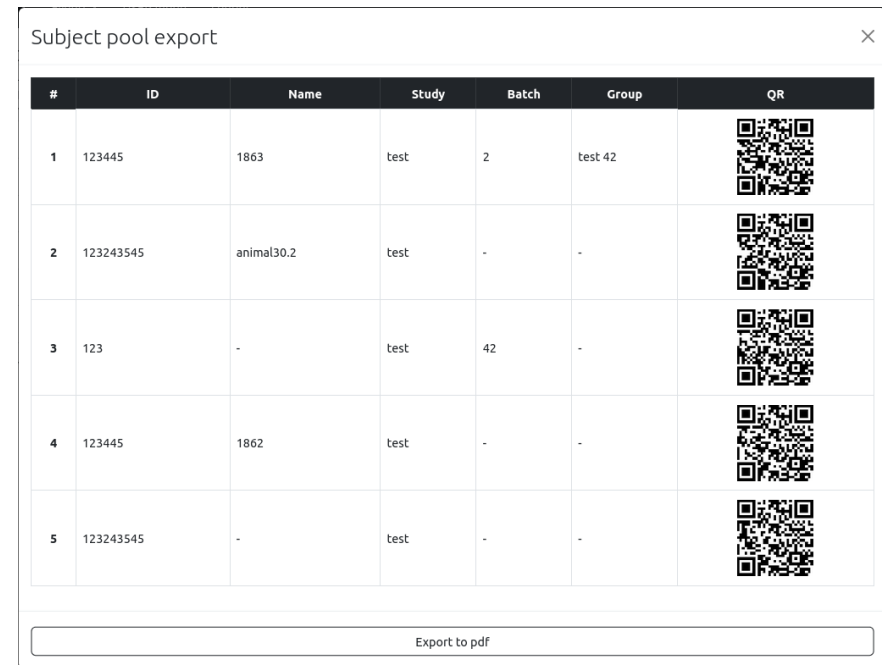 Subject pool export
# ID Name Study Batch Group QR
1 123445 1863 test 2 test 42
2 123243545 animal30.2 test - -
3 123 - test 42 -
4 123445 1862 test - -
5 123243545 - test - -
Export to pdf